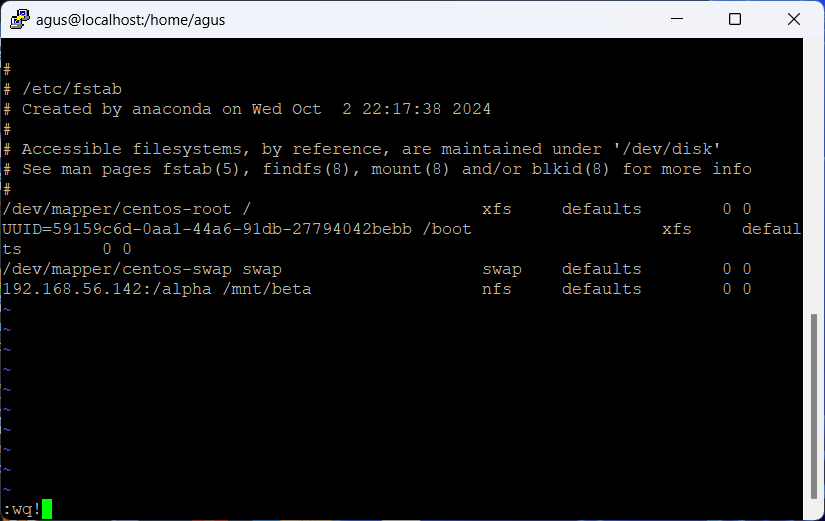 agus@localhost:/home/agus
#
# /etc/fstab
# Created by anaconda on Wed Oct  2 22:17:38 2024
#
# Accessible filesystems, by reference, are maintained under '/dev/disk'
# See man pages fstab(5), findfs(8), mount(8) and/or blkid(8) for more info
#
/dev/mapper/centos-root /                       xfs     defaults        0 0
UUID=59159c6d-0aa1-44a6-91db-27794042bebb /boot                   xfs     defaul
ts        0 0
/dev/mapper/centos-swap swap                    swap    defaults        0 0
192.168.56.142:/alpha /mnt/beta                 nfs     defaults        0 0
~
~
~
~
~
~
~
~
~
~
:wq!